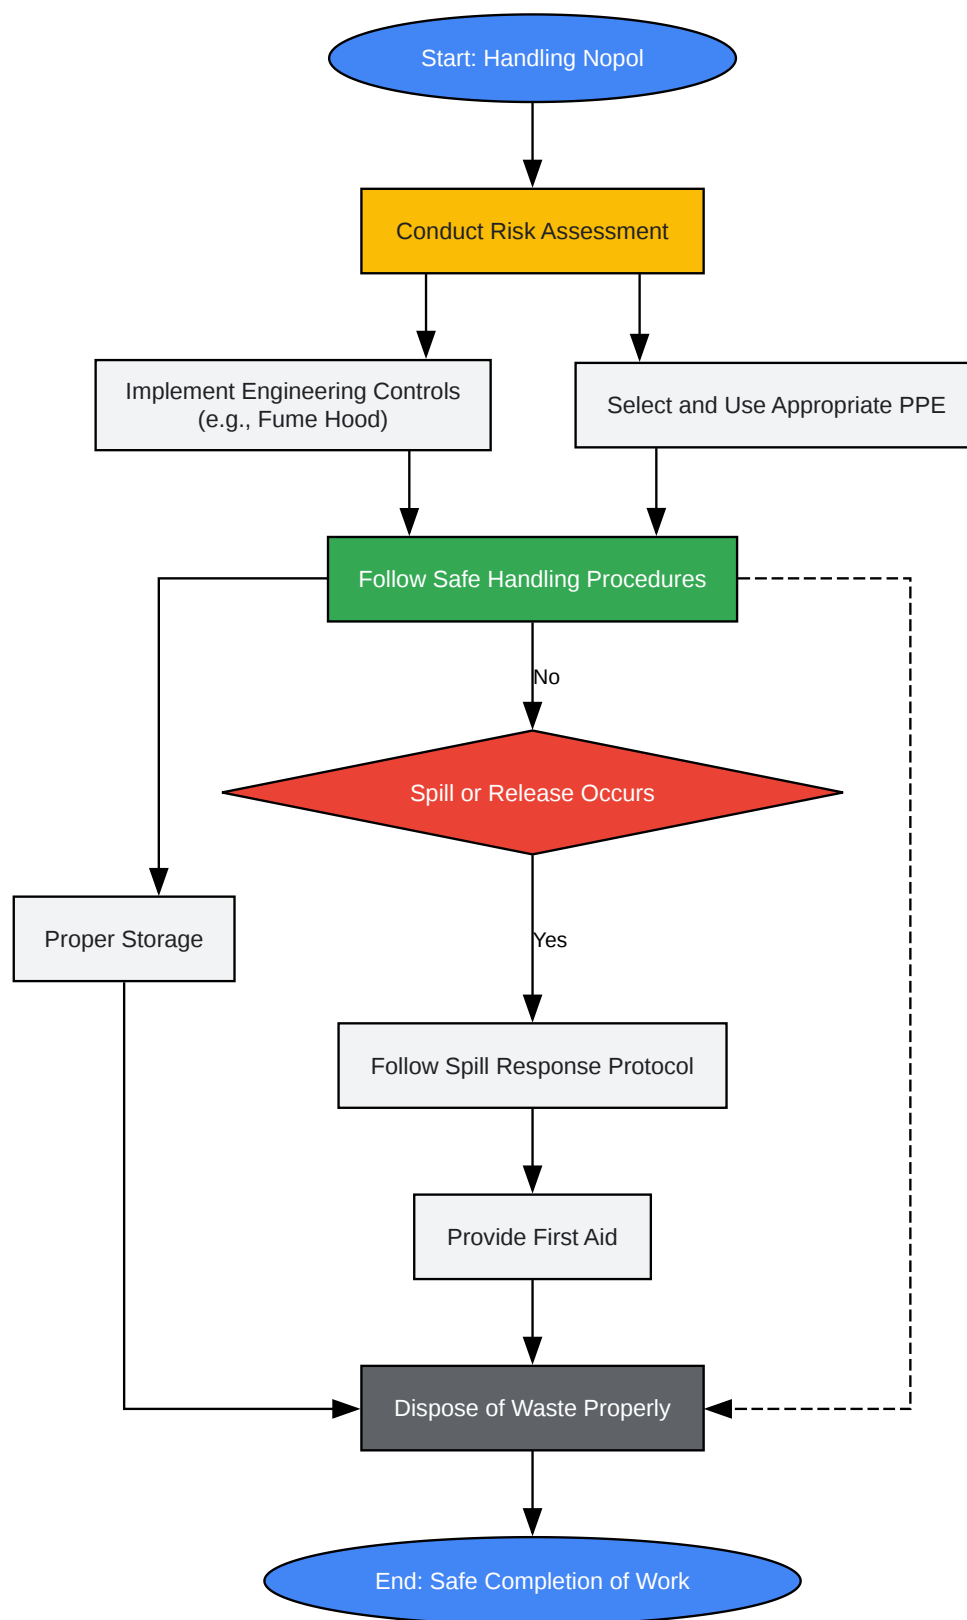 Start: Handling Nopol
Conduct Risk Assessment
Implement Engineering Controls
(e.g., Fume Hood)
Select and Use Appropriate PPE
Follow Safe Handling Procedures
No
Spill or Release Occurs
Proper Storage
Yes
Follow Spill Response Protocol
Provide First Aid
Dispose of Waste Properly
End: Safe Completion of Work